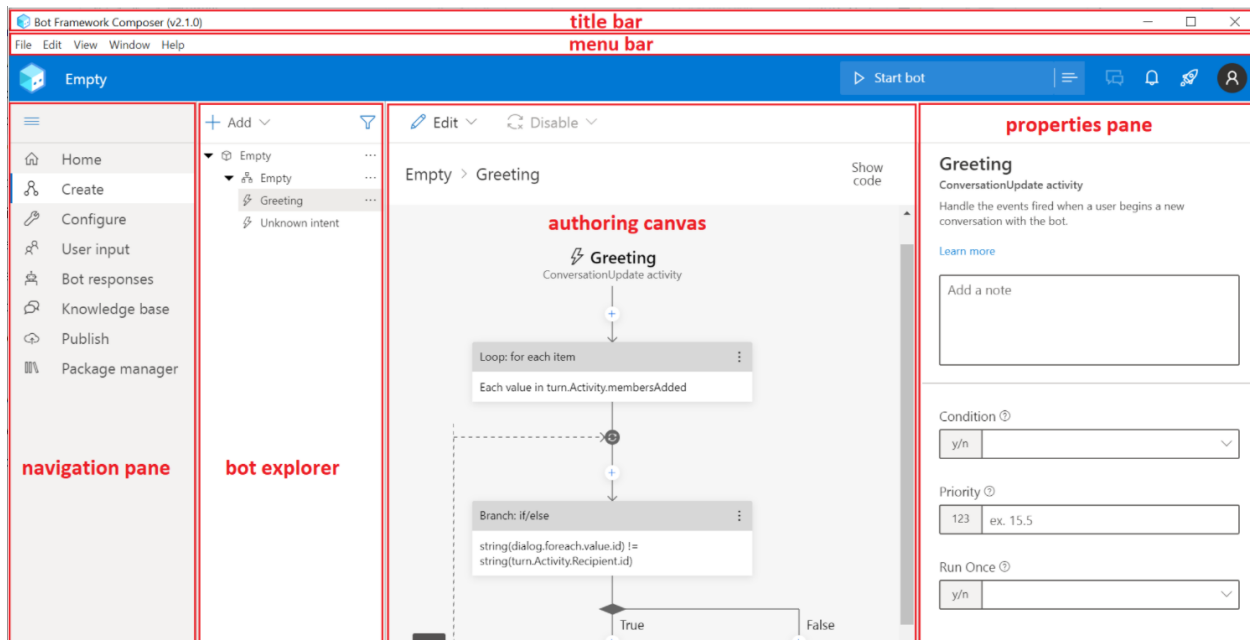 Bot Framework Composer (v2.1.0)
title bar
File Edit View Window Help
menu bar
Empty
Start bot
Home
Create
Configure
User input
Bot responses
Knowledge base
Publish
Package manager
navigation pane
Add
Empty
Empty
Greeting
Unknown intent
bot explorer
Edit
Disable
Empty > Greeting
Show
code
authoring canvas
Greeting
ConversationUpdate activity
Loop: for each item
Each value in turn.Activity.membersAdded
Branch: if/else
string(dialog.foreach.value.id) !=
string(turn.Activity.Recipient.id)
True
False
properties pane
Greeting
ConversationUpdate activity
Handle the events fired when a user begins a new
conversation with the bot.
Learn more
Add a note
Condition
y/n
Priority
123 ex. 15.5
Run Once
y/n